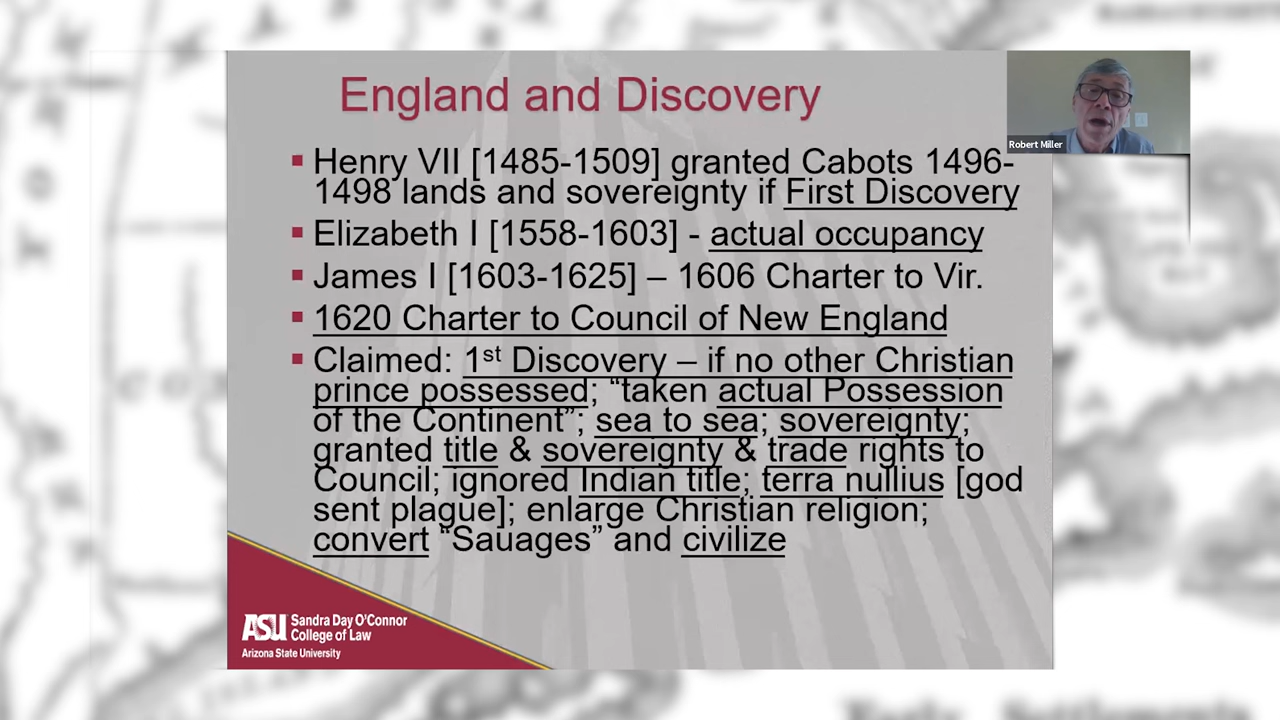 England and Discovery
Robert Miller
▪ Henry VII [1485-1509] granted Cabots 1496-
1498 lands and sovereignty if First Discovery
▪ Elizabeth I [1558-1603] - actual occupancy
▪ James I [1603-1625] – 1606 Charter to Vir.
▪ 1620 Charter to Council of New England
▪ Claimed: 1st Discovery – if no other Christian
prince possessed; “taken actual Possession
of the Continent”; sea to sea; sovereignty;
granted title & sovereignty & trade rights to
Council; ignored Indian title; terra nullius [god
sent plague]; enlarge Christian religion;
convert “Sauages” and civilize
ASU Sandra Day O’Connor
College of Law
Arizona State University